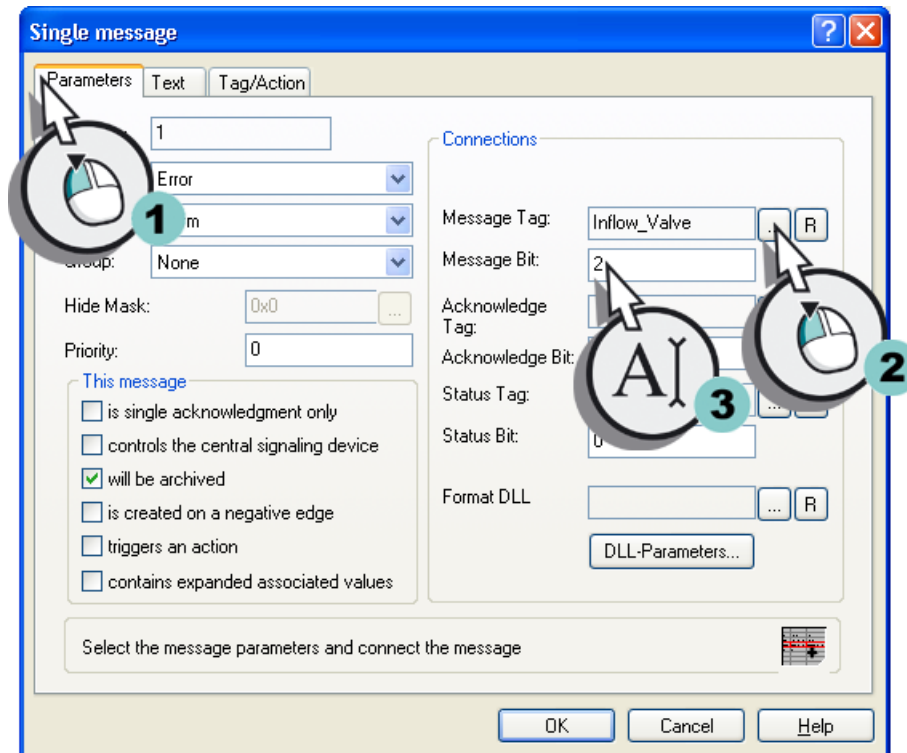 Single message
Parameters Text Tag/Action
1
Connections
Error
1
Message Tag: Inflow_Valve ... R
Group: None
Message Bit: 2
Hide Mask: 0x0 ...
Acknowledge
Tag:
2
Priority: 0
Acknowledge Bit:
This message
is single acknowledgment only
Status Tag: ...
A
3
controls the central signaling device
Status Bit: 0
will be archived
is created on a negative edge
Format DLL ... R
triggers an action
DLL-Parameters...
contains expanded associated values
Select the message parameters and connect the message
OK Cancel Help